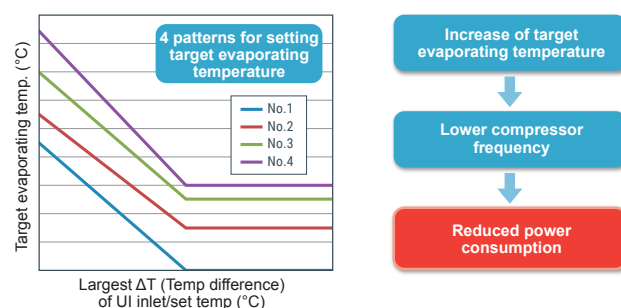 4 patterns for setting
target evaporating
temperature
Target evaporating temp. (°C)
No.1
No.2
No.3
No.4
Largest ΔT (Temp difference)
of UI inlet/set temp (°C)
Increase of target
evaporating temperature
Lower compressor
frequency
Reduced power
consumption